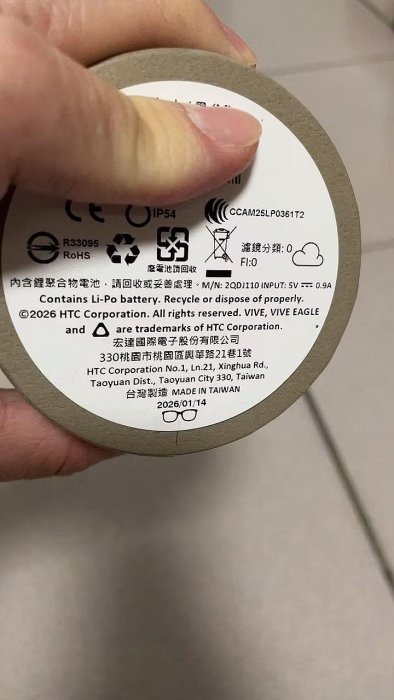 IP54
CCAM25LP0361T2
R33095
RoHS
廢電池請回收
濾鏡分類: 0
FI:0
內含鋰聚合物電池，請回收或妥善處理。M/N: 2QDJ110 INPUT: 5V ⎓ 0.9A
Contains Li-Po battery. Recycle or dispose of properly.
©2026 HTC Corporation. All rights reserved. VIVE, VIVE EAGLE
and are trademarks of HTC Corporation.
宏達國際電子股份有限公司
330桃園市桃園區興華路21巷1號
HTC Corporation No.1, Ln.21, Xinghua Rd.,
Taoyuan Dist., Taoyuan City 330, Taiwan
台灣製造 MADE IN TAIWAN
2026/01/14